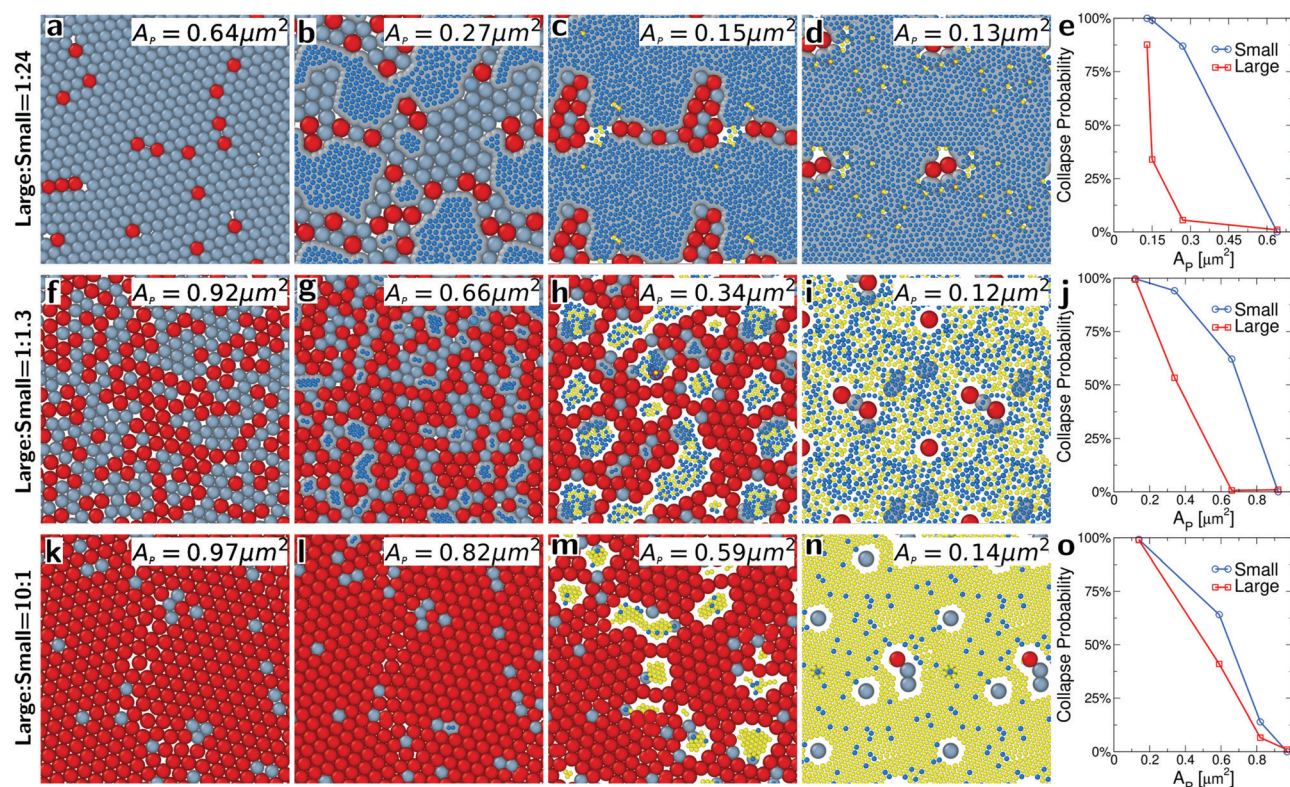 Large:Small=1:24
a
A_P = 0.64μm²
b
A_P = 0.27μm²
c
A_P = 0.15μm²
d
A_P = 0.13μm²
e
100%
75%
50%
25%
0%
Collapse Probability
Small
Large
0.15 0.3 0.45 0.6
A_P [μm²]
Large:Small=1:1.3
f
A_P = 0.92μm²
g
A_P = 0.66μm²
h
A_P = 0.34μm²
i
A_P = 0.12μm²
j
100%
75%
50%
25%
0%
Collapse Probability
Small
Large
0.2 0.4 0.6 0.8
A_P [μm²]
Large:Small=10:1
k
A_P = 0.97μm²
l
A_P = 0.82μm²
m
A_P = 0.59μm²
n
A_P = 0.14μm²
o
100%
75%
50%
25%
0%
Collapse Probability
Small
Large
0.2 0.4 0.6 0.8
A_P [μm²]